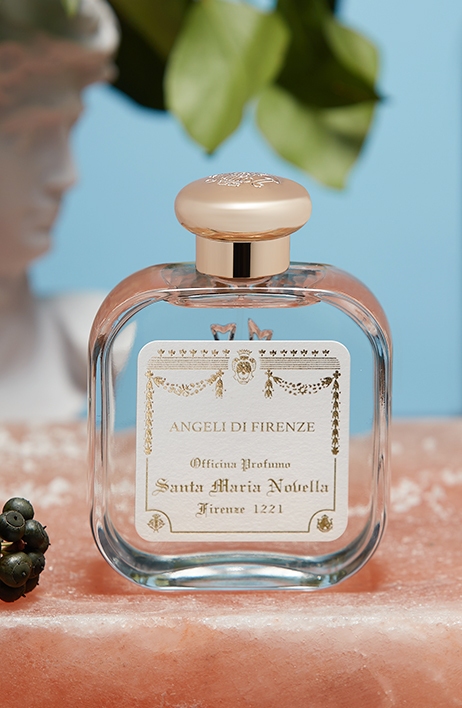 ANGELI DI FIRENZE
Officina Profumo
Santa Maria Novella
Firenze 1221